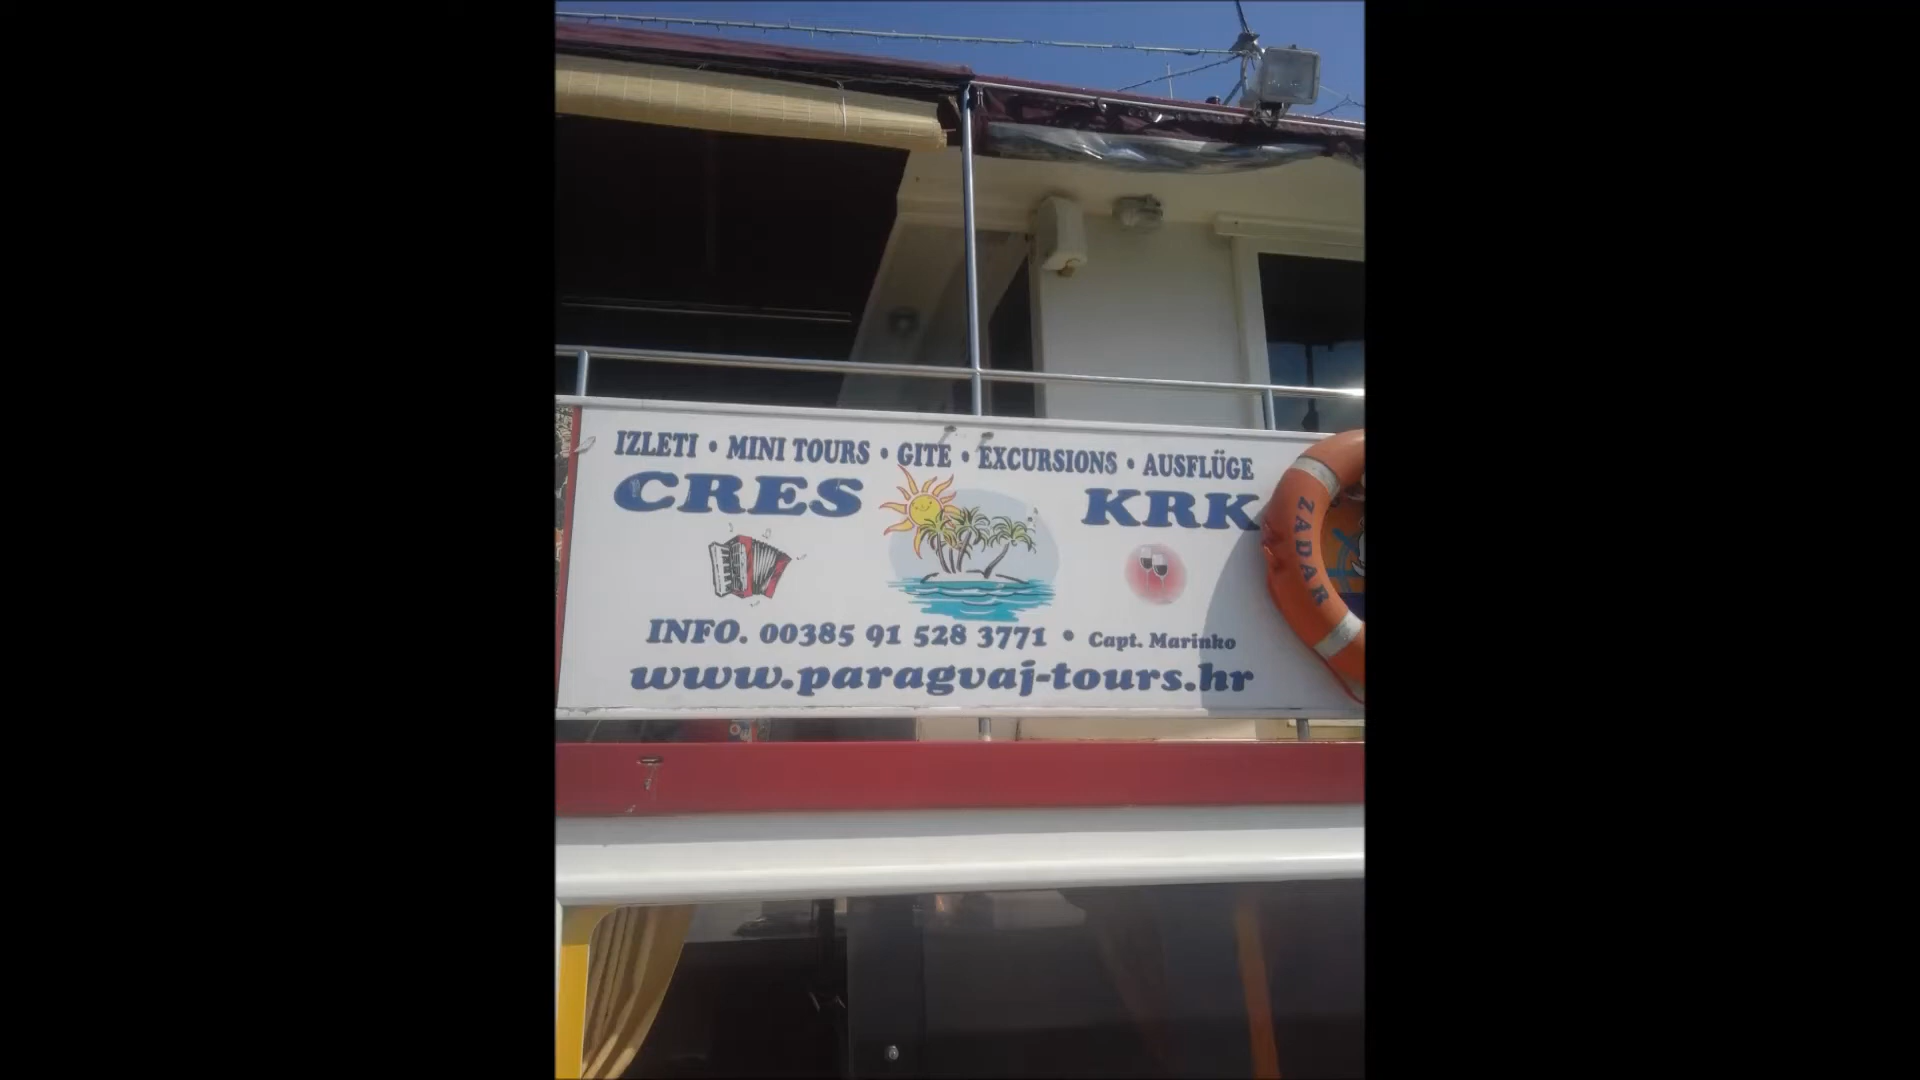 IZLETI • MINI TOURS • GITE • EXCURSIONS • AUSFLÜGE
CRES KRK
INFO. 00385 91 528 3771 • Capt. Marinko
www.paragvaj-tours.hr
ZADAR